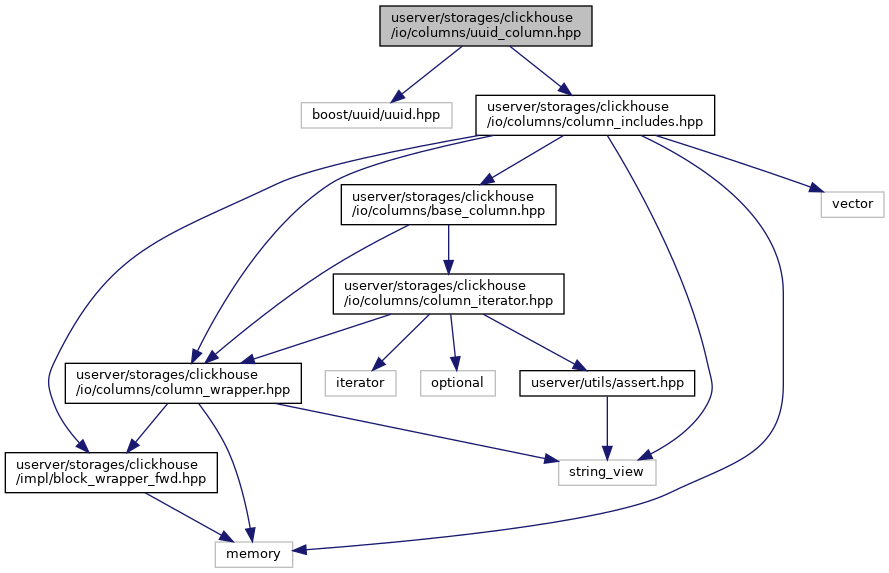 userver/storages/clickhouse
/io/columns/uuid_column.hpp
boost/uuid/uuid.hpp
userver/storages/clickhouse
/io/columns/column_includes.hpp
userver/storages/clickhouse
/io/columns/base_column.hpp
vector
userver/storages/clickhouse
/io/columns/column_iterator.hpp
userver/storages/clickhouse
/io/columns/column_wrapper.hpp
iterator
optional
userver/utils/assert.hpp
userver/storages/clickhouse
/impl/block_wrapper_fwd.hpp
string_view
memory